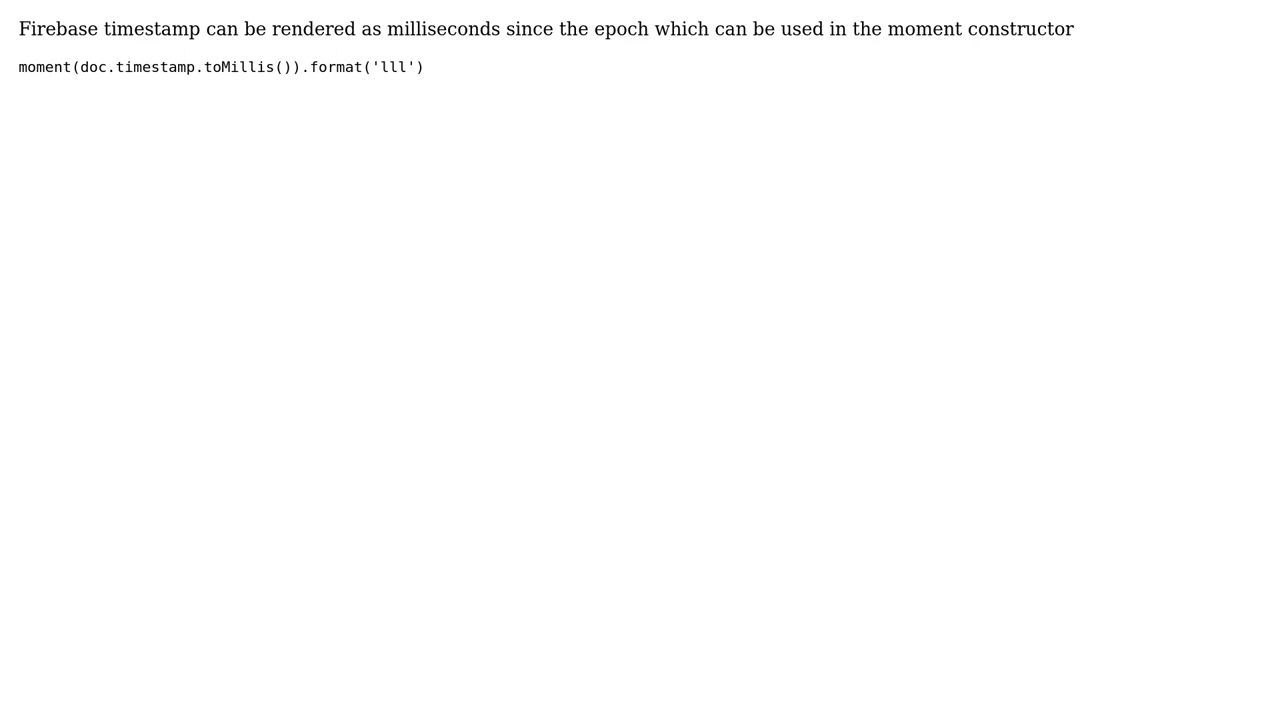 Firebase timestamp can be rendered as milliseconds since the epoch which can be used in the moment constructor
moment(doc.timestamp.toMillis()).format('lll')